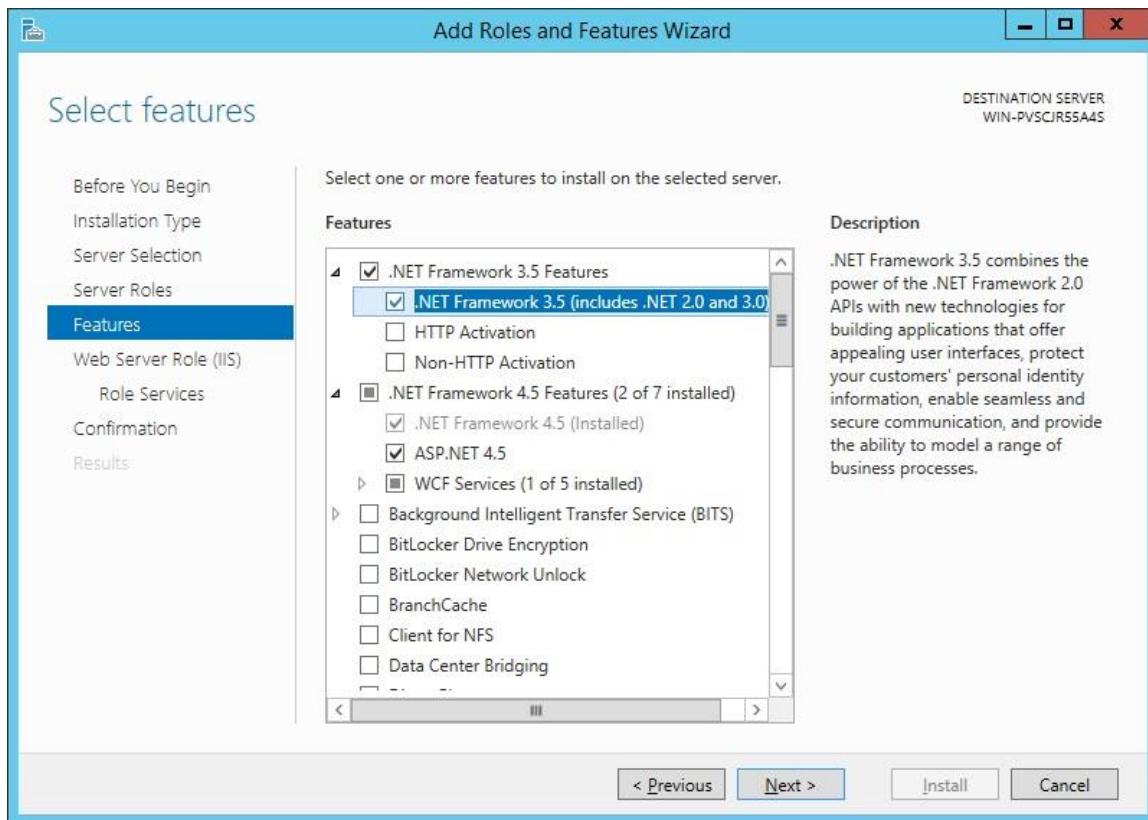 Add Roles and Features Wizard
Select features
DESTINATION SERVER
WIN-PVSCJR55A4S
Before You Begin
Installation Type
Server Selection
Server Roles
Features
Web Server Role (IIS)
Role Services
Confirmation
Results
Select one or more features to install on the selected server.
Features
.NET Framework 3.5 Features
.NET Framework 3.5 (includes .NET 2.0 and 3.0)
HTTP Activation
Non-HTTP Activation
.NET Framework 4.5 Features (2 of 7 installed)
.NET Framework 4.5 (Installed)
ASP.NET 4.5
WCF Services (1 of 5 installed)
Background Intelligent Transfer Service (BITS)
BitLocker Drive Encryption
BitLocker Network Unlock
BranchCache
Client for NFS
Data Center Bridging
Description
.NET Framework 3.5 combines the
power of the .NET Framework 2.0
APIs with new technologies for
building applications that offer
appealing user interfaces, protect
your customers' personal identity
information, enable seamless and
secure communication, and provide
the ability to model a range of
business processes.
< Previous
Next >
Install
Cancel